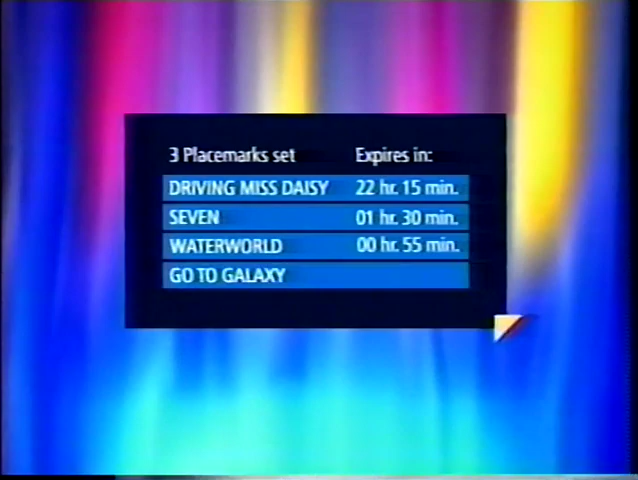 3 Placemarks set Expires in:
DRIVING MISS DAISY 22 hr. 15 min.
SEVEN 01 hr. 30 min.
WATERWORLD 00 hr. 55 min.
GO TO GALAXY